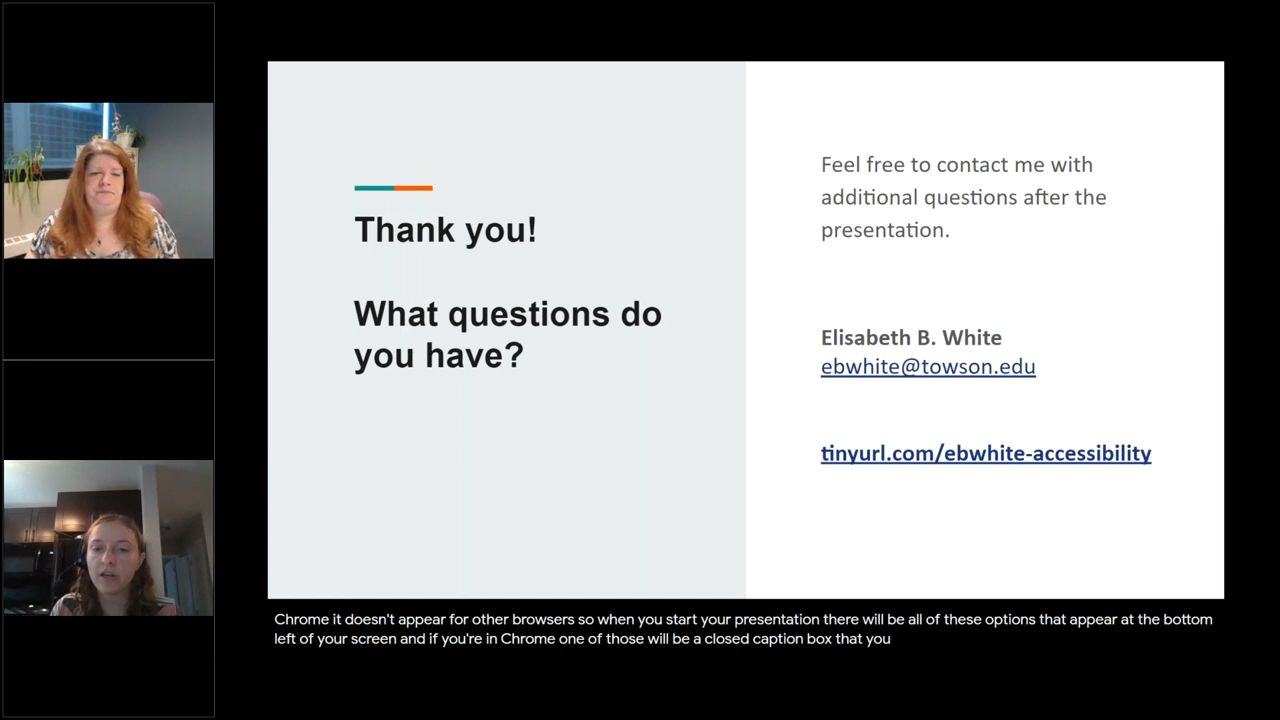 Thank you!
What questions do
you have?
Feel free to contact me with
additional questions after the
presentation.
Elisabeth B. White
ebwhite@towson.edu
tinyurl.com/ebwhite-accessibility
Chrome it doesn't appear for other browsers so when you start your presentation there will be all of these options that appear at the bottom
left of your screen and if you're in Chrome one of those will be a closed caption box that you